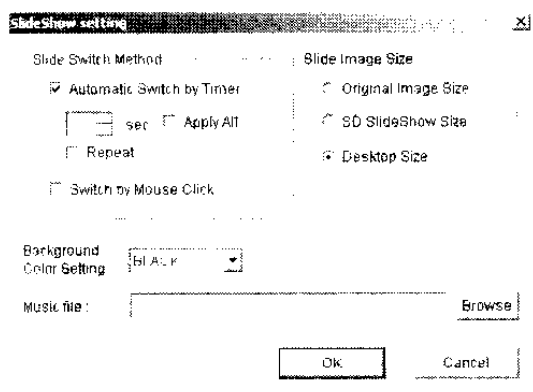 SlideShow setting
Slide Switch Method
Automatic Switch by Timer
sec
Apply All
Repeat
Switch by Mouse Click
Slide Image Size
Original Image Size
SD SlideShow Size
Desktop Size
Background
Color Setting
BLACK
Music file :
Browse
OK
Cancel